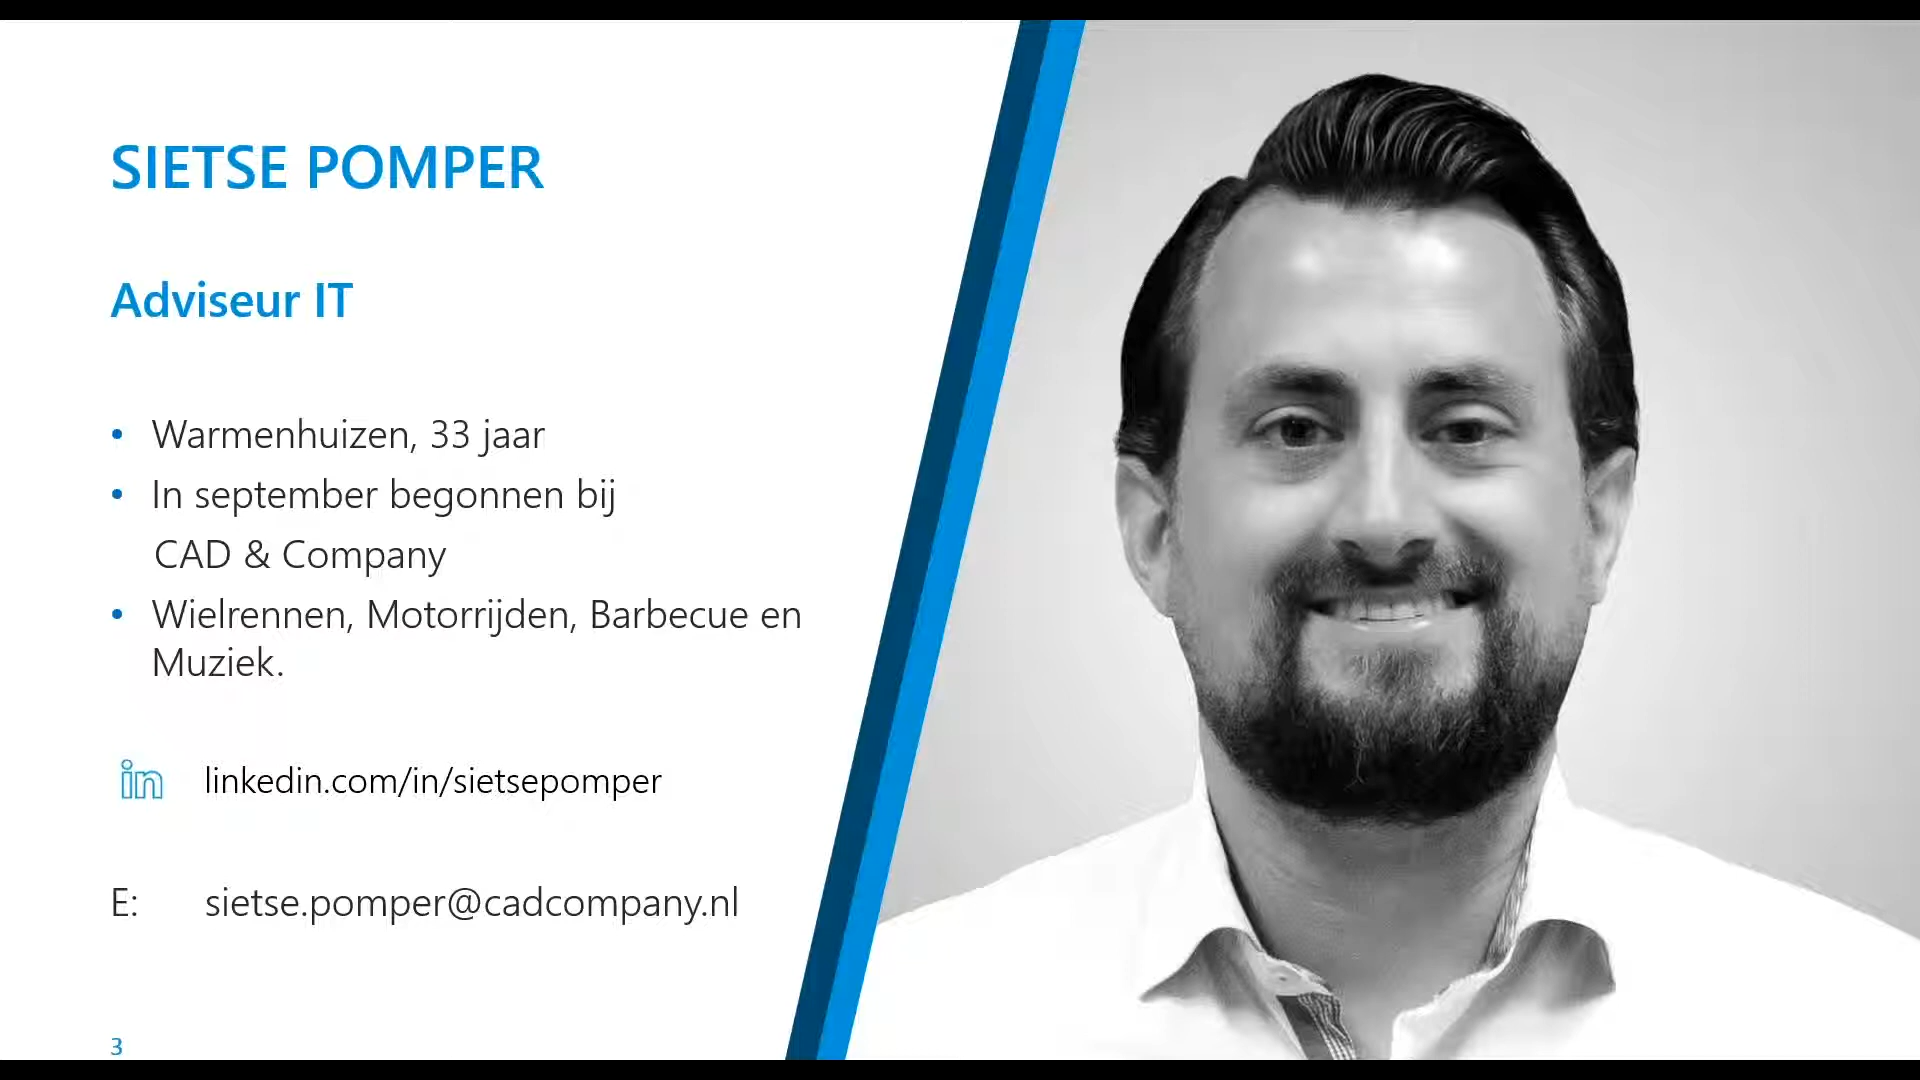 SIETSE POMPER
Adviseur IT
• Warmenhuizen, 33 jaar
• In september begonnen bij
CAD & Company
• Wielrennen, Motorrijden, Barbecue en
Muziek.
in linkedin.com/in/sietsepomper
E: sietse.pomper@cadcompany.nl
3